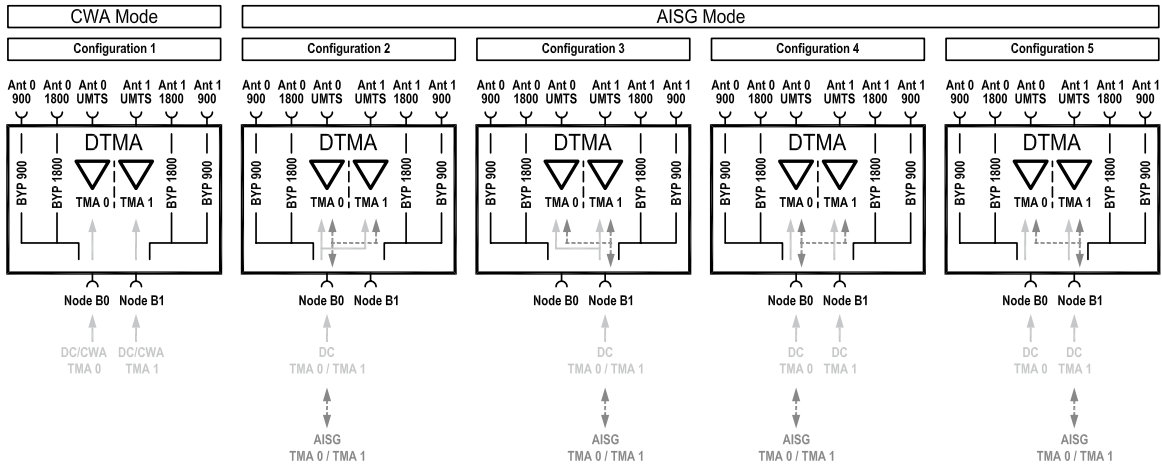 CWA Mode
AISG Mode
Configuration 1
Configuration 2
Configuration 3
Configuration 4
Configuration 5
Ant 0 Ant 0 Ant 0 Ant 1 Ant 1 Ant 1
900 1800 UMTS UMTS 1800 900
Ant 0 Ant 0 Ant 0 Ant 1 Ant 1 Ant 1
900 1800 UMTS UMTS 1800 900
Ant 0 Ant 0 Ant 0 Ant 1 Ant 1 Ant 1
900 1800 UMTS UMTS 1800 900
Ant 0 Ant 0 Ant 0 Ant 1 Ant 1 Ant 1
900 1800 UMTS UMTS 1800 900
Ant 0 Ant 0 Ant 0 Ant 1 Ant 1 Ant 1
900 1800 UMTS UMTS 1800 900
DTMA
BYP 900
BYP 1800
TMA 0
TMA 1
BYP 1800
BYP 900
DTMA
BYP 900
BYP 1800
TMA 0
TMA 1
BYP 1800
BYP 900
DTMA
BYP 900
BYP 1800
TMA 0
TMA 1
BYP 1800
BYP 900
DTMA
BYP 900
BYP 1800
TMA 0
TMA 1
BYP 1800
BYP 900
DTMA
BYP 900
BYP 1800
TMA 0
TMA 1
BYP 1800
BYP 900
Node B0 Node B1
Node B0 Node B1
Node B0 Node B1
Node B0 Node B1
Node B0 Node B1
DC/CWA
TMA 0
DC/CWA
TMA 1
DC
TMA 0 / TMA 1
DC
TMA 0 / TMA 1
DC
TMA 0
DC
TMA 1
DC
TMA 0
DC
TMA 1
AISG
TMA 0 / TMA 1
AISG
TMA 0 / TMA 1
AISG
TMA 0 / TMA 1
AISG
TMA 0 / TMA 1